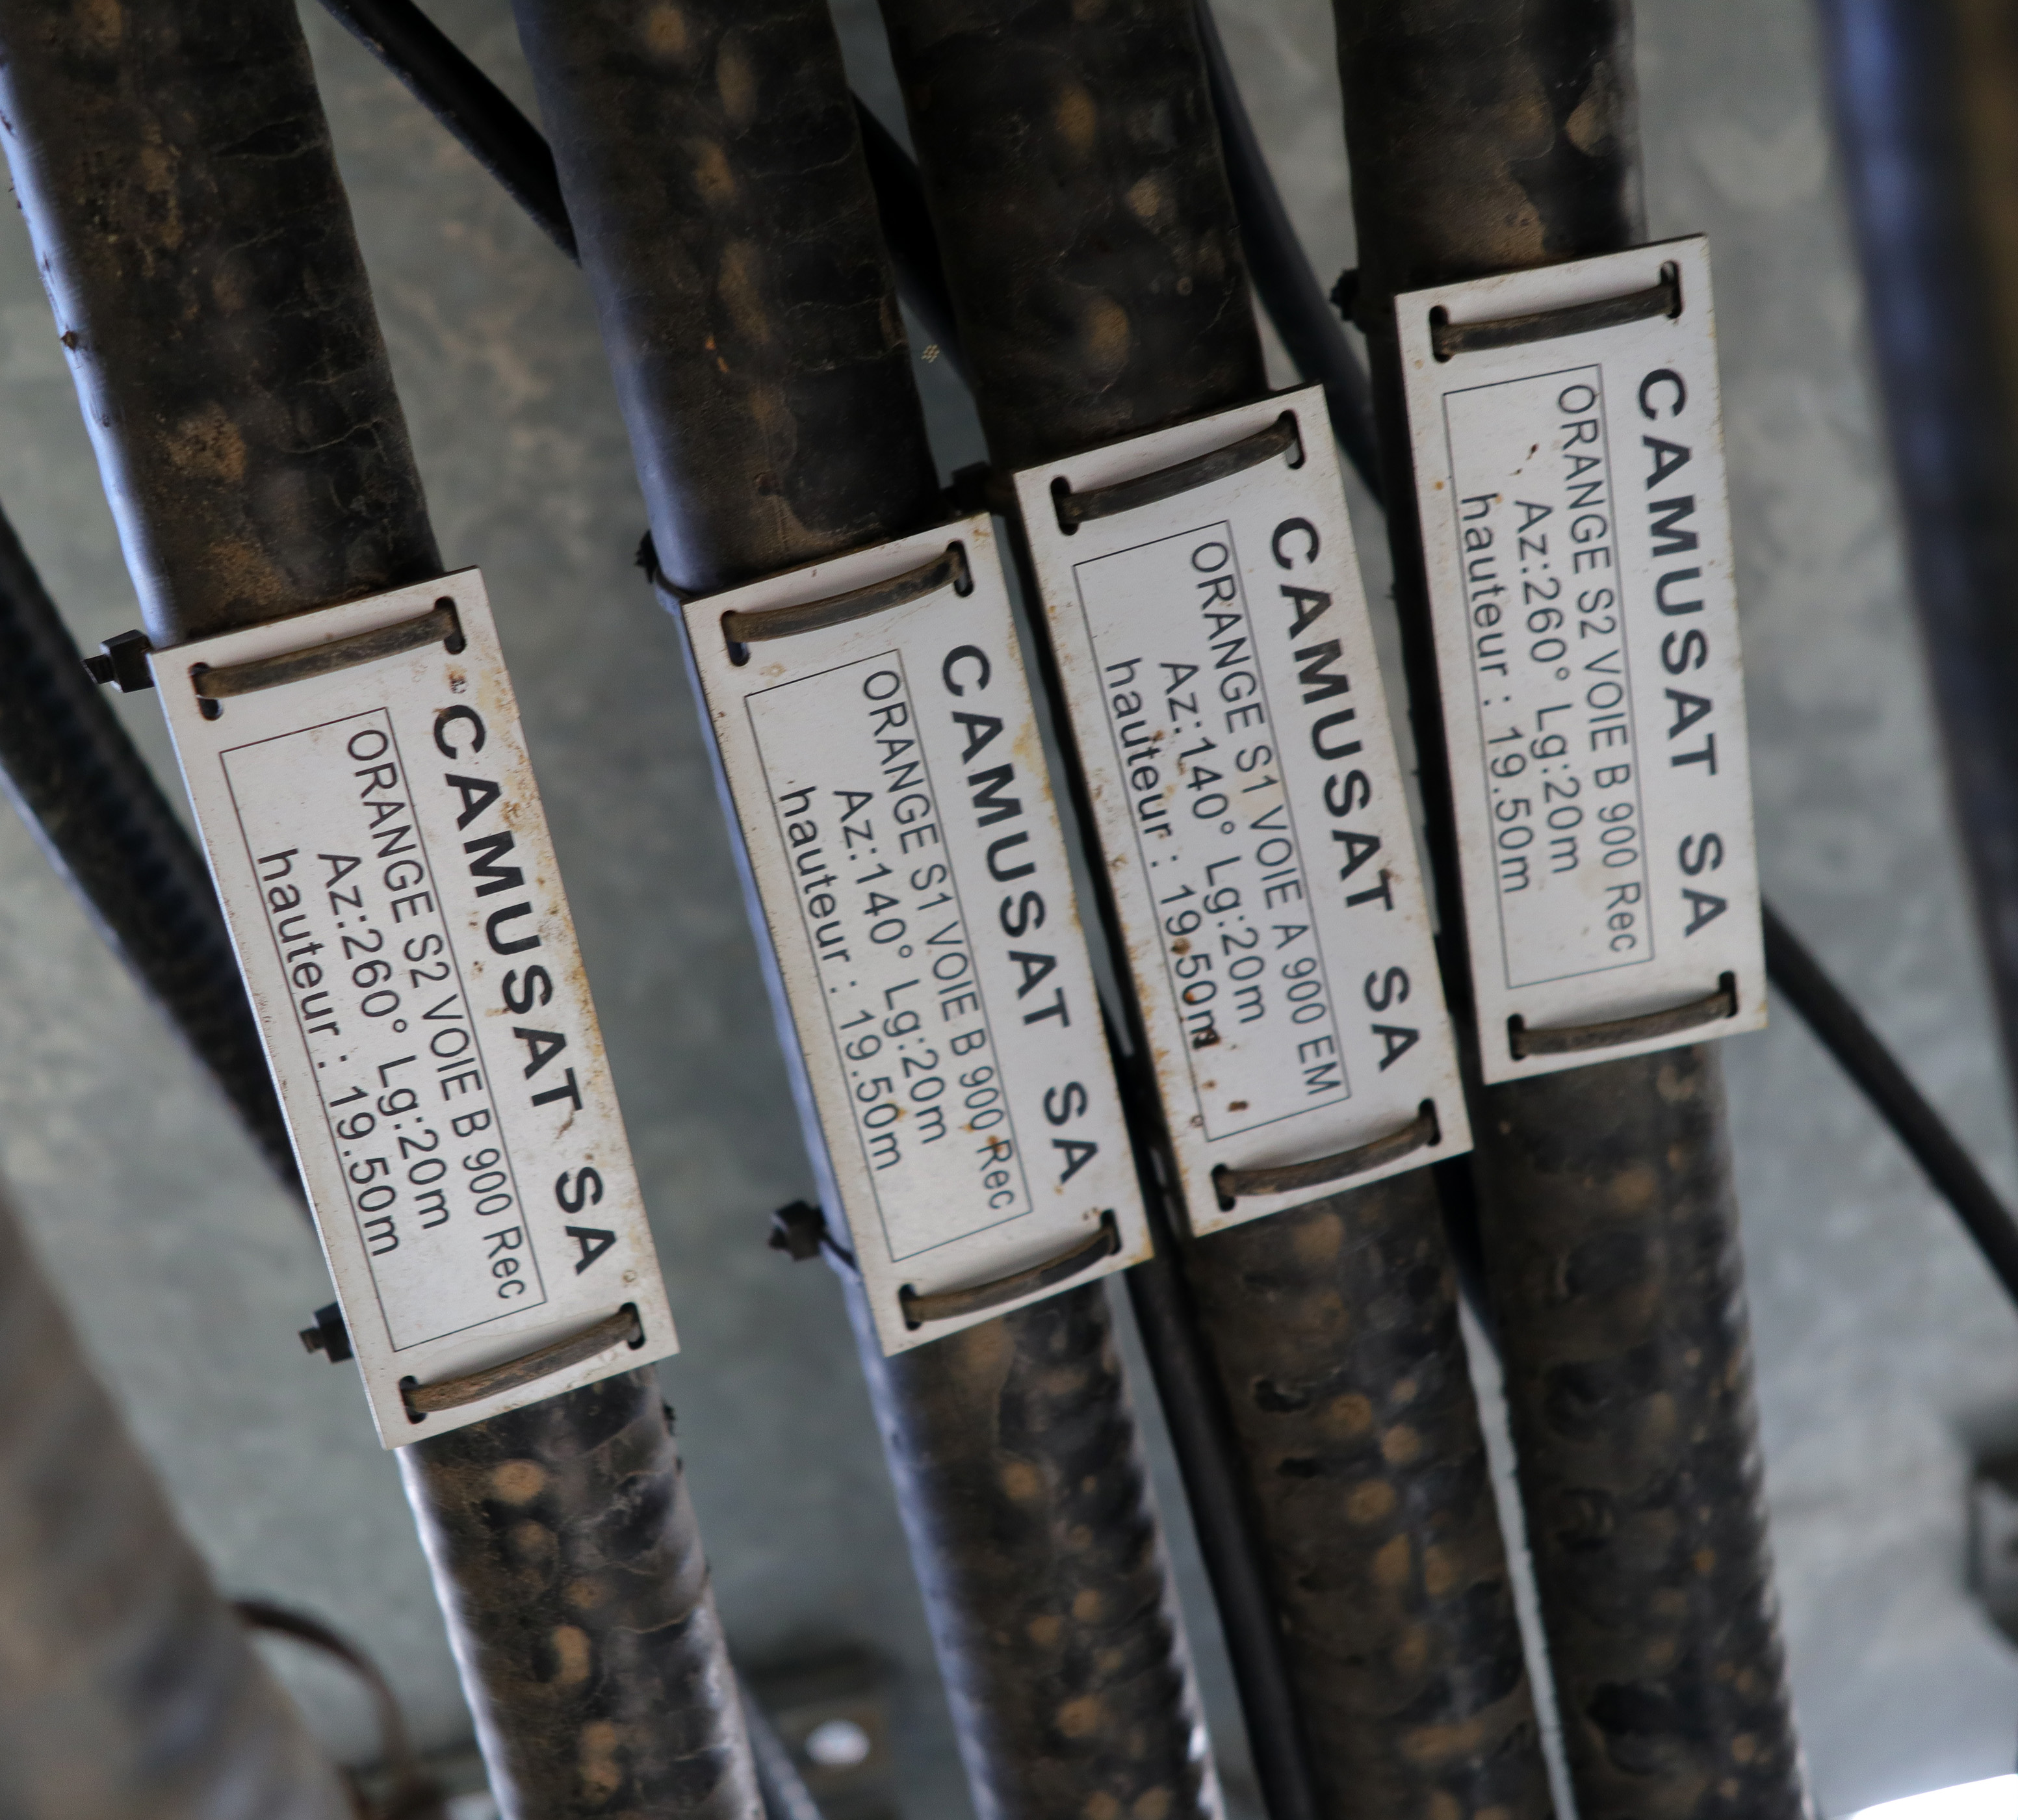 CAMUSAT SA
ORANGE S2 VOIE B 900 Rec
Az:260° Lg:20m
hauteur : 19.50m
CAMUSAT SA
ORANGE S1 VOIE B 900 Rec
Az:140° Lg:20m
hauteur : 19.50m
CAMUSAT SA
ORANGE S1 VOIE A 900 EM
Az:140° Lg:20m
hauteur : 19.50m
CAMUSAT SA
ORANGE S2 VOIE B 900 Rec
Az:260° Lg:20m
hauteur : 19.50m